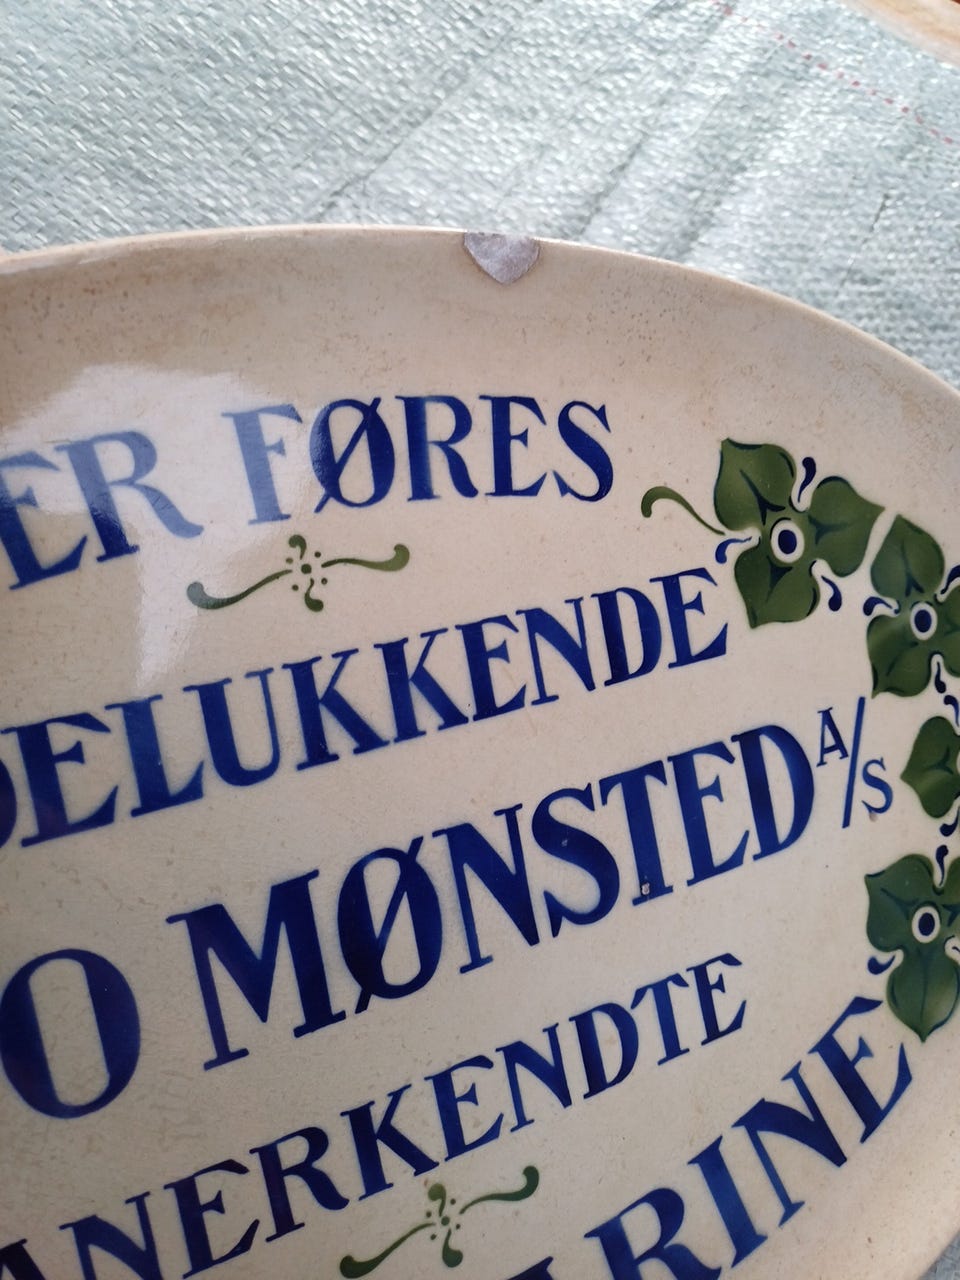 ER FØRES
DELUKKENDE
O MØNSTED A/S
ANERKENDTE
RINE